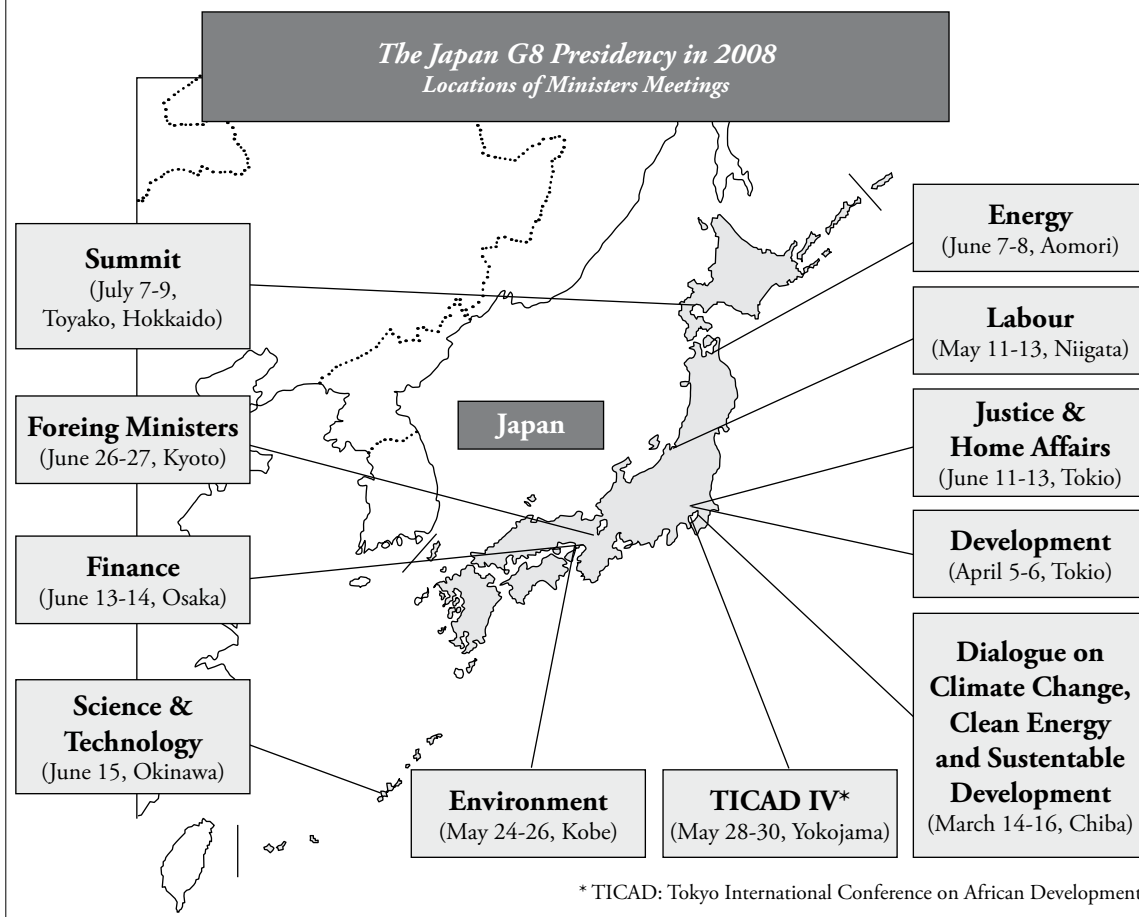 The Japan G8 Presidency in 2008
Locations of Ministers Meetings
Summit
(July 7-9,
Toyako, Hokkaido)
Foreing Ministers
(June 26-27, Kyoto)
Finance
(June 13-14, Osaka)
Science &
Technology
(June 15, Okinawa)
Japan
Energy
(June 7-8, Aomori)
Labour
(May 11-13, Niigata)
Justice &
Home Affairs
(June 11-13, Tokio)
Development
(April 5-6, Tokio)
Dialogue on
Climate Change,
Clean Energy
and Sustentable
Development
(March 14-16, Chiba)
Environment
(May 24-26, Kobe)
TICAD IV*
(May 28-30, Yokojama)
* TICAD: Tokyo International Conference on African Development